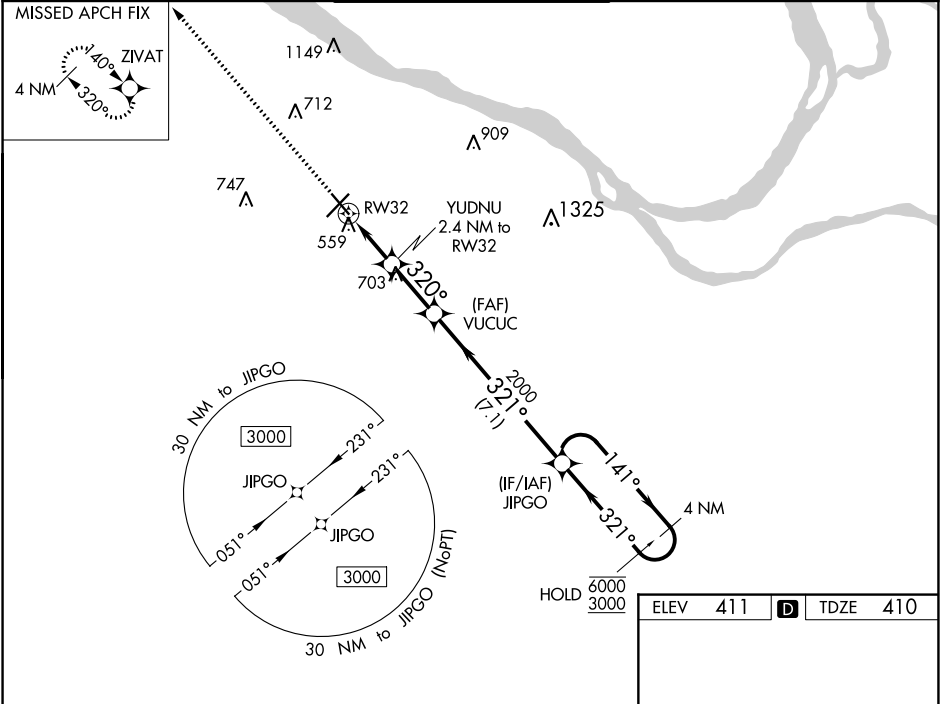 MISSED APCH FIX
ZIVAT
140°
4 NM
320°
1149
712
909
747
RW32
559
YUDNU
2.4 NM to
RW32
1325
703
320°
(FAF)
VUCUC
2000
321°
(7.1)
30 NM to JIPGO
3000
231°
JIPGO
051°
231°
JIPGO
051°
3000
30 NM to JIPGO (NoPT)
(IF/IAF)
JIPGO
141°
321°
4 NM
HOLD 6000
3000
ELEV 411 D TDZE 410